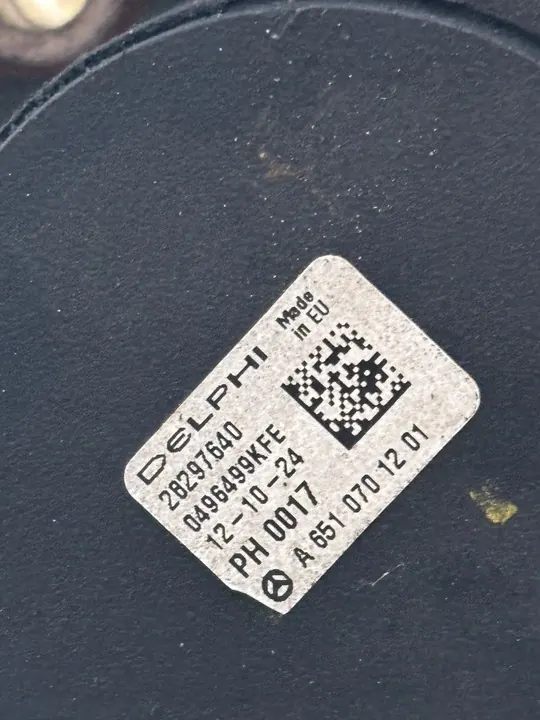 Made
in EU
DELPHI
28297640
0496499KFE
12-10-24
PH 0017
A 651 070 12 01